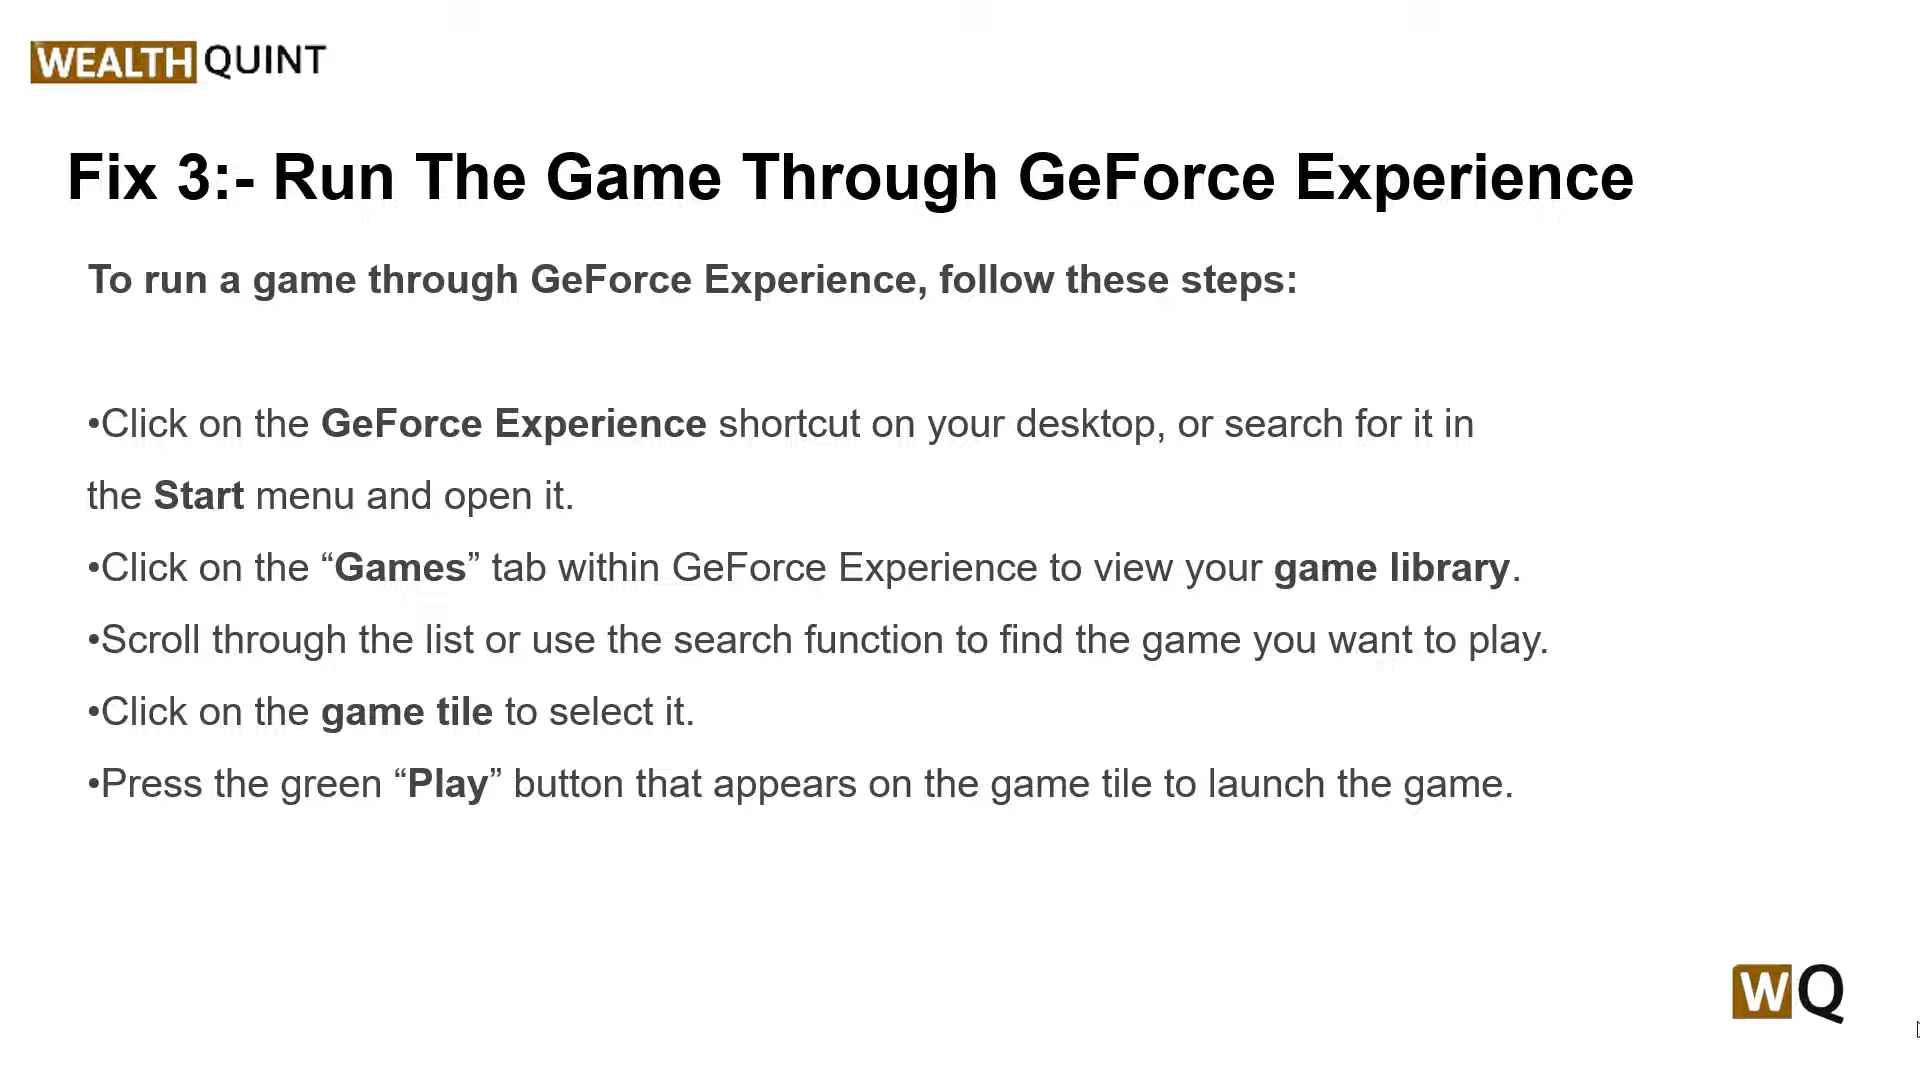 WEALTH QUINT
Fix 3:- Run The Game Through GeForce Experience
To run a game through GeForce Experience, follow these steps:
•Click on the GeForce Experience shortcut on your desktop, or search for it in
the Start menu and open it.
•Click on the “Games” tab within GeForce Experience to view your game library.
•Scroll through the list or use the search function to find the game you want to play.
•Click on the game tile to select it.
•Press the green “Play” button that appears on the game tile to launch the game.
WQ